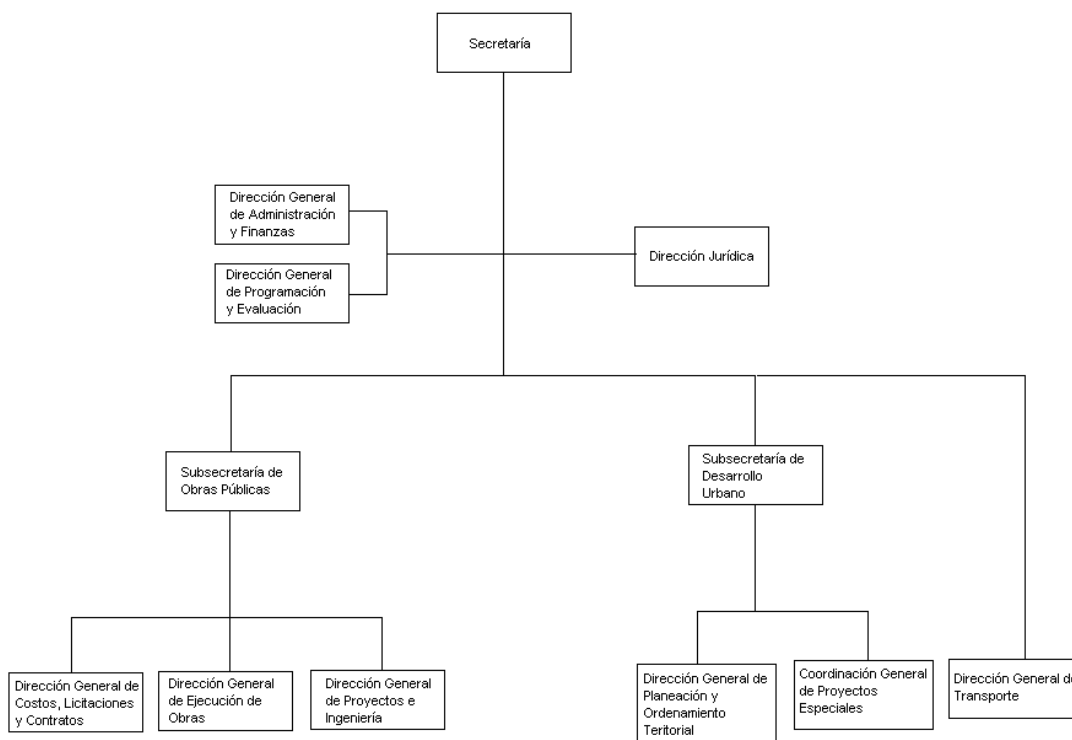 Secretaría
Dirección General
de Administración
y Finanzas
Dirección General
de Programación
y Evaluación
Dirección Jurídica
Subsecretaría de
Obras Públicas
Subsecretaría de
Desarrollo
Urbano
Dirección General de
Costos, Licitaciones
y Contratos
Dirección General
de Ejecución de
Obras
Dirección General
de Proyectos e
Ingeniería
Dirección General de
Planeación y
Ordenamiento
Teritorial
Coordinación General
de Proyectos
Especiales
Dirección General de
Transporte